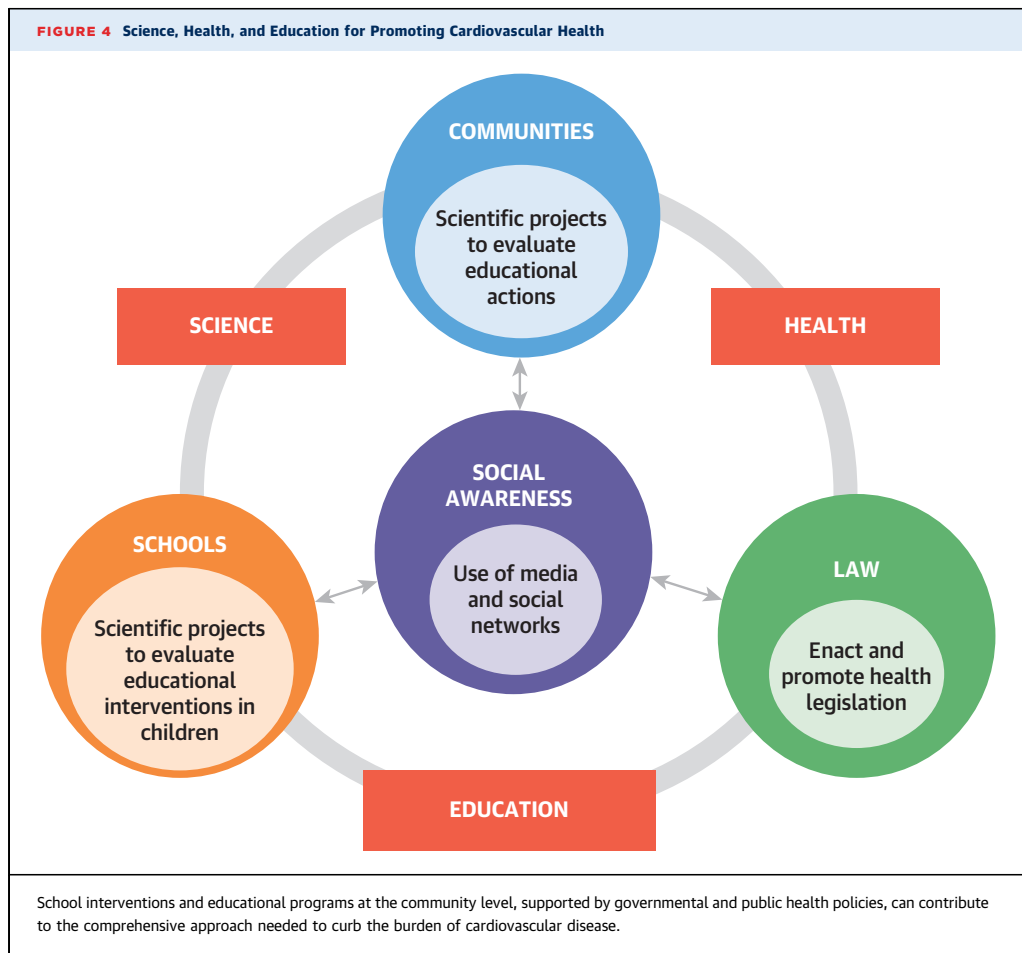 FIGURE 4 Science, Health, and Education for Promoting Cardiovascular Health
COMMUNITIES
Scientific projects
to evaluate
educational
actions
SCIENCE
HEALTH
SOCIAL
AWARENESS
Use of media
and social
networks
SCHOOLS
Scientific projects
to evaluate
educational
interventions in
children
LAW
Enact and
promote health
legislation
EDUCATION
School interventions and educational programs at the community level, supported by governmental and public health policies, can contribute
to the comprehensive approach needed to curb the burden of cardiovascular disease.